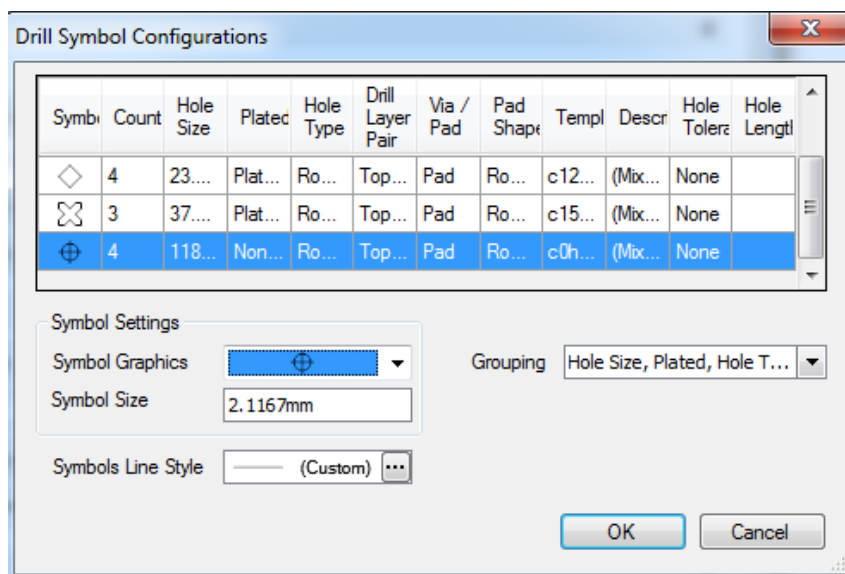 Drill Symbol Configurations
Symbo Count Hole Size Plated Hole Type Drill Layer Pair Via / Pad Pad Shape Templ Descri Hole Tolera Hole Lengtl
4 23.... Plat... Ro... Top... Pad Ro... c12... (Mix... None
3 37.... Plat... Ro... Top... Pad Ro... c15... (Mix... None
4 118... Non... Ro... Top... Pad Ro... c0h... (Mix... None
Symbol Settings
Symbol Graphics
Grouping Hole Size, Plated, Hole T...
Symbol Size 2.1167mm
Symbols Line Style (Custom) ...
OK Cancel